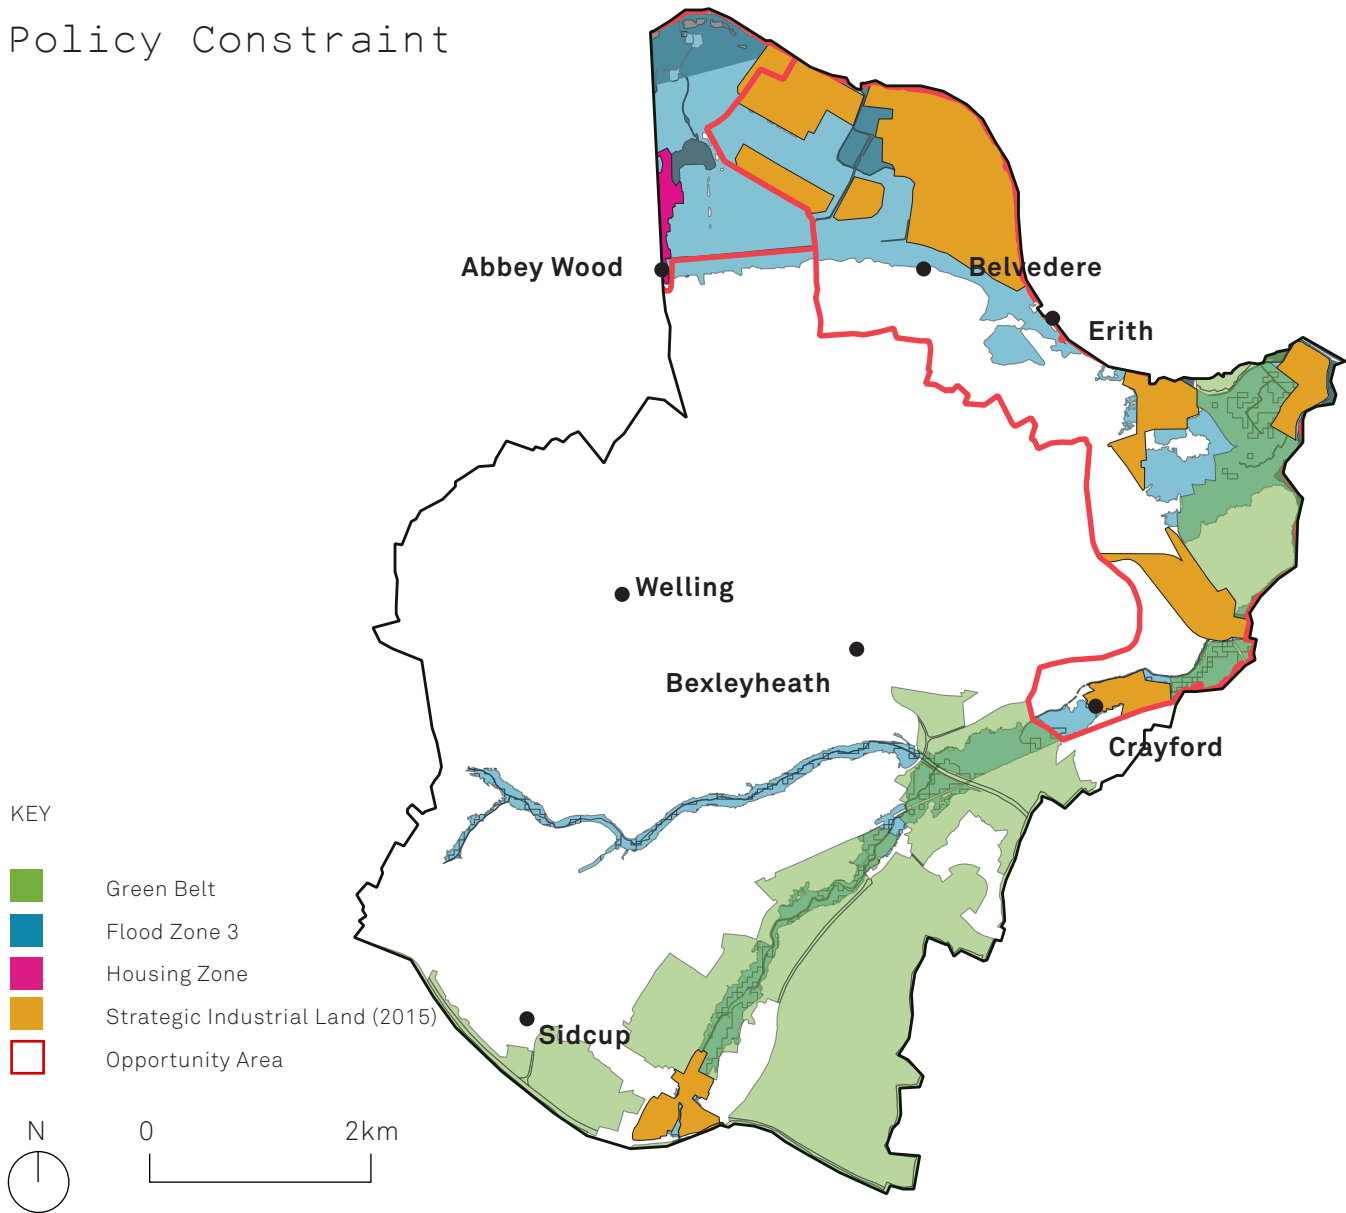 Policy Constraint
Abbey Wood
Belvedere
Erith
Welling
Bexleyheath
Crayford
Sidcup
KEY
Green Belt
Flood Zone 3
Housing Zone
Strategic Industrial Land (2015)
Opportunity Area
N
0 2km